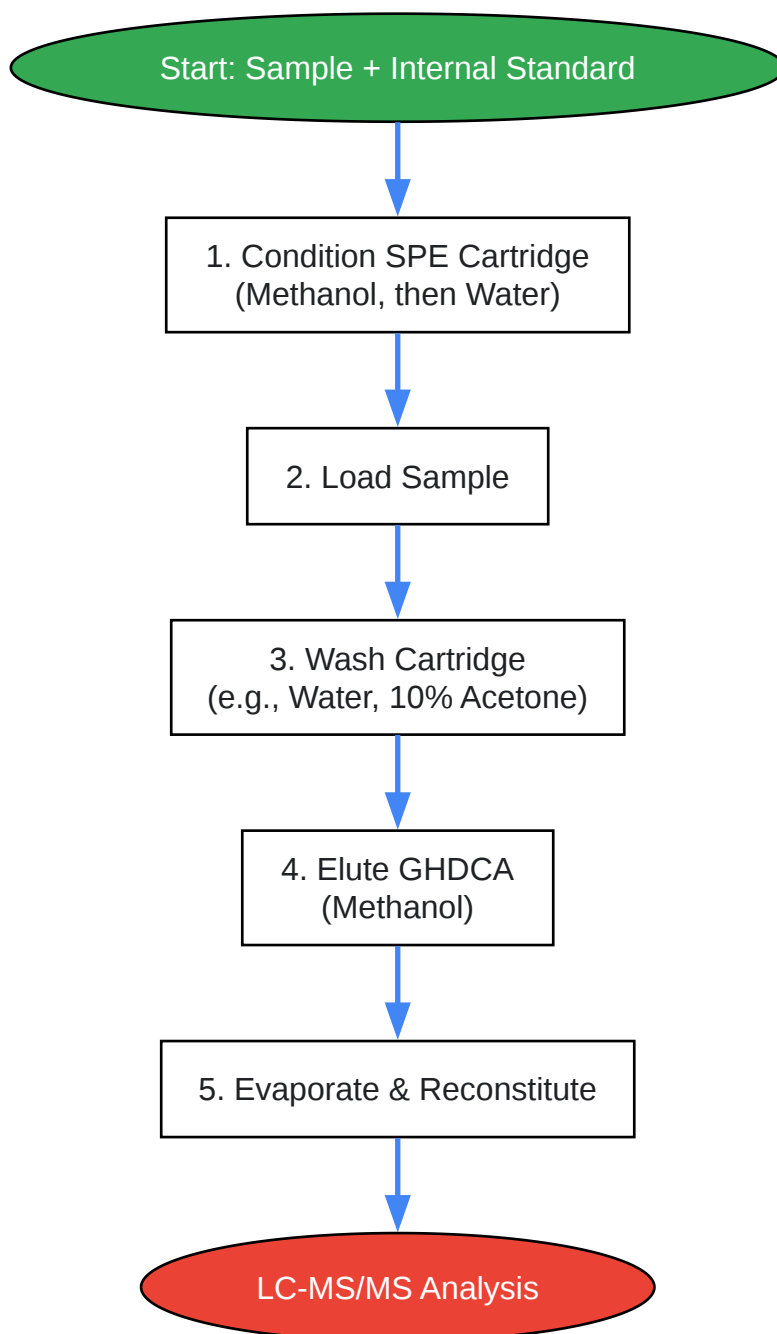 Start: Sample + Internal Standard
1. Condition SPE Cartridge
(Methanol, then Water)
2. Load Sample
3. Wash Cartridge
(e.g., Water, 10% Acetone)
4. Elute GHDCA
(Methanol)
5. Evaporate & Reconstitute
LC-MS/MS Analysis